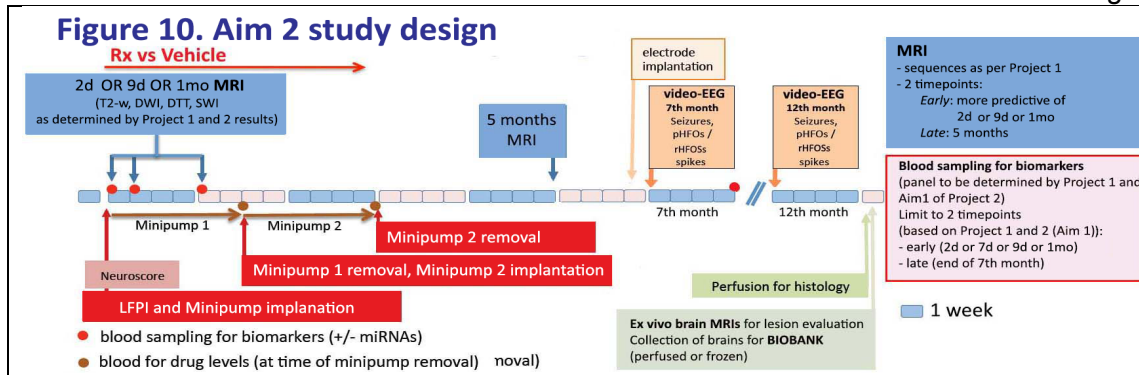 Figure 10. Aim 2 study design
Rx vs Vehicle
2d OR 9d OR 1mo MRI
(T2-w, DWI, DTT, SWI
as determined by Project 1 and 2 results)
5 months
MRI
electrode
implantation
video-EEG
7th month
Seizures,
pHFOs /
rHFOSs
spikes
video-EEG
12th month
Seizures,
pHFOs /
rHFOSs
spikes
MRI
- sequences as per Project 1
- 2 timepoints:
Early: more predictive of
2d or 9d or 1mo
Late: 5 months
Blood sampling for biomarkers
(panel to be determined by Project 1 and
Aim1 of Project 2)
Limit to 2 timepoints
(based on Project 1 and 2 (Aim 1)):
- early (2d or 7d or 9d or 1mo)
- late (end of 7th month)
1 week
Minipump 1
Minipump 2
7th month
12th month
Minipump 2 removal
Minipump 1 removal, Minipump 2 implantation
Neuroscore
LFPI and Minipump implanation
Perfusion for histology
Ex vivo brain MRIs for lesion evaluation
Collection of brains for BIOBANK
(perfused or frozen)
blood sampling for biomarkers (+/- miRNAs)
blood for drug levels (at time of minipump removal) noval)